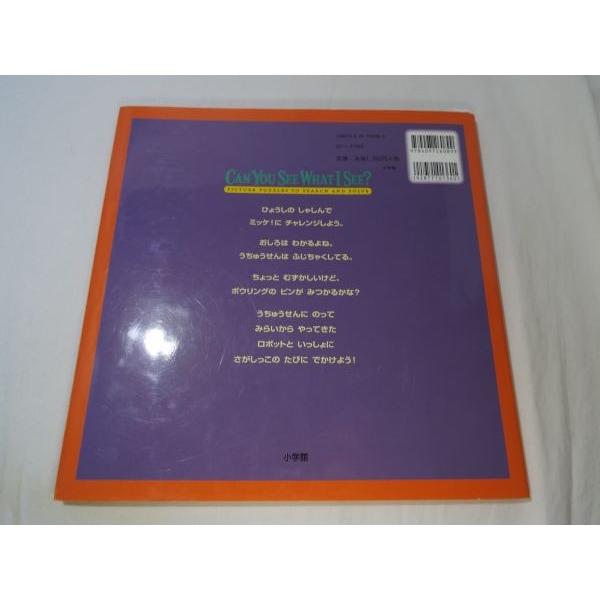 CAN YOU SEE WHAT I SEE?
PICTURE PUZZLES TO SEARCH AND SOLVE
ひょうしの しゃしんで
ミッケ!に チャレンジしよう。
おしろは わかるよね。
うちゅうせんは ふじちゃくしてる。
ちょっと むずかしいけど、
ボウリングの ピンが みつかるかな?
うちゅうせんに のって
みらいから やってきた
ロボットと いっしょに
さがしっこの たびに でかけよう!
小学館